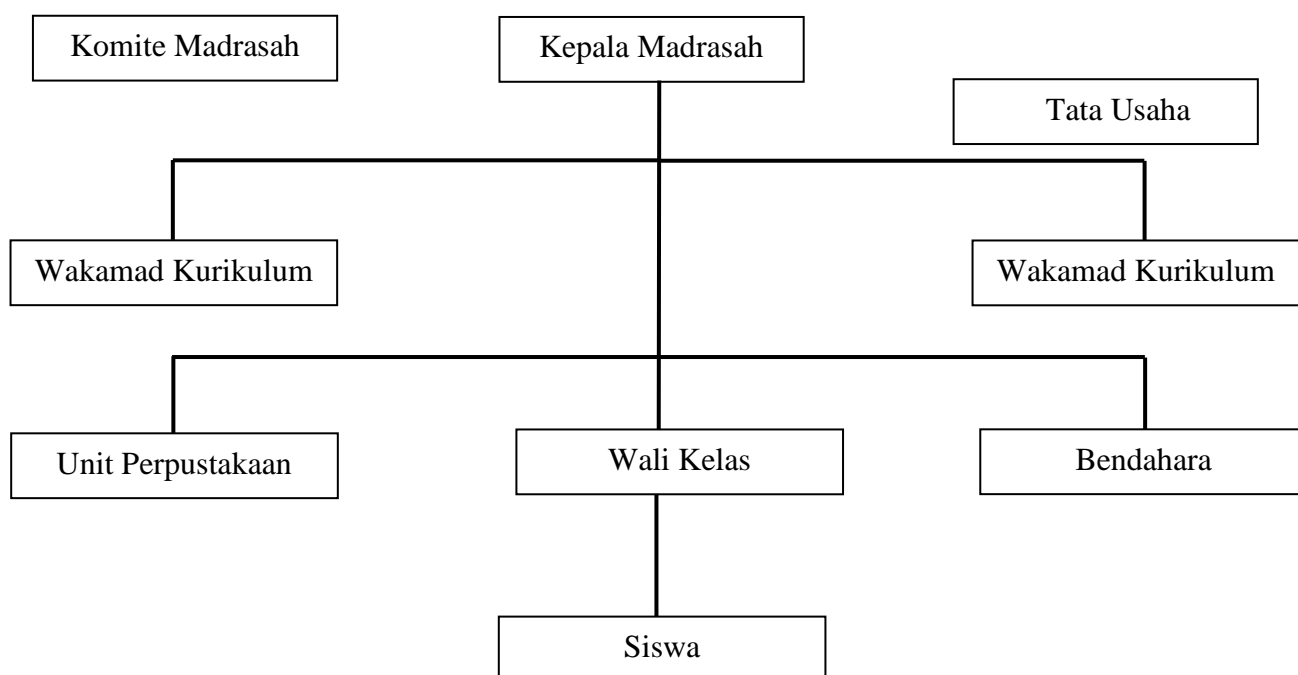 Komite Madrasah
Kepala Madrasah
Tata Usaha
Wakamad Kurikulum
Wakamad Kurikulum
Unit Perpustakaan
Wali Kelas
Bendahara
Siswa